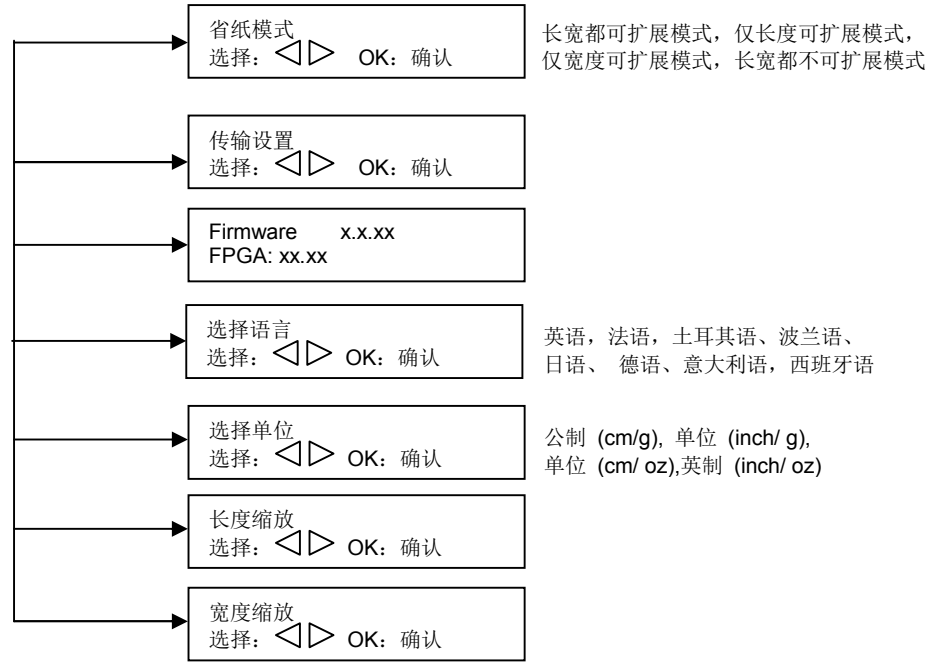 省纸模式
选择： ◁ ▷ OK：确认
长宽都可扩展模式，仅长度可扩展模式，
仅宽度可扩展模式，长宽都不可扩展模式
传输设置
选择： ◁ ▷ OK：确认
Firmware x.x.xx
FPGA: xx.xx
选择语言
选择： ◁ ▷ OK：确认
英语，法语，土耳其语、波兰语、
日语、 德语、意大利语，西班牙语
选择单位
选择： ◁ ▷ OK：确认
公制 (cm/g), 单位 (inch/ g),
单位 (cm/ oz),英制 (inch/ oz)
长度缩放
选择： ◁ ▷ OK：确认
宽度缩放
选择： ◁ ▷ OK：确认